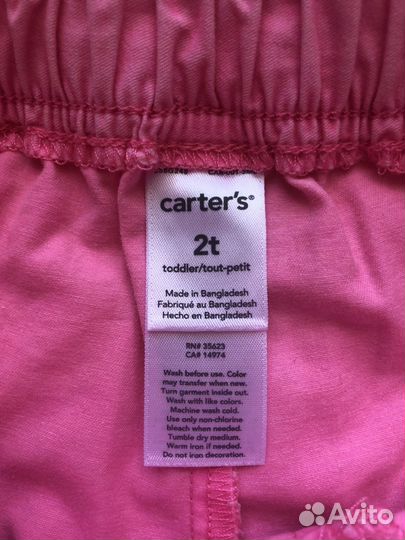 carter's®
2t
toddler/tout-petit
Made in Bangladesh
Fabriqué au Bangladesh
Hecho en Bangladesh
RN# 35623
CA# 14974
Wash before use. Color
may transfer when new.
Turn garment inside out.
Wash with like colors.
Machine wash cold.
Use only non-chlorine
bleach when needed.
Tumble dry medium.
Warm iron if needed.
Do not iron decoration.
Avito